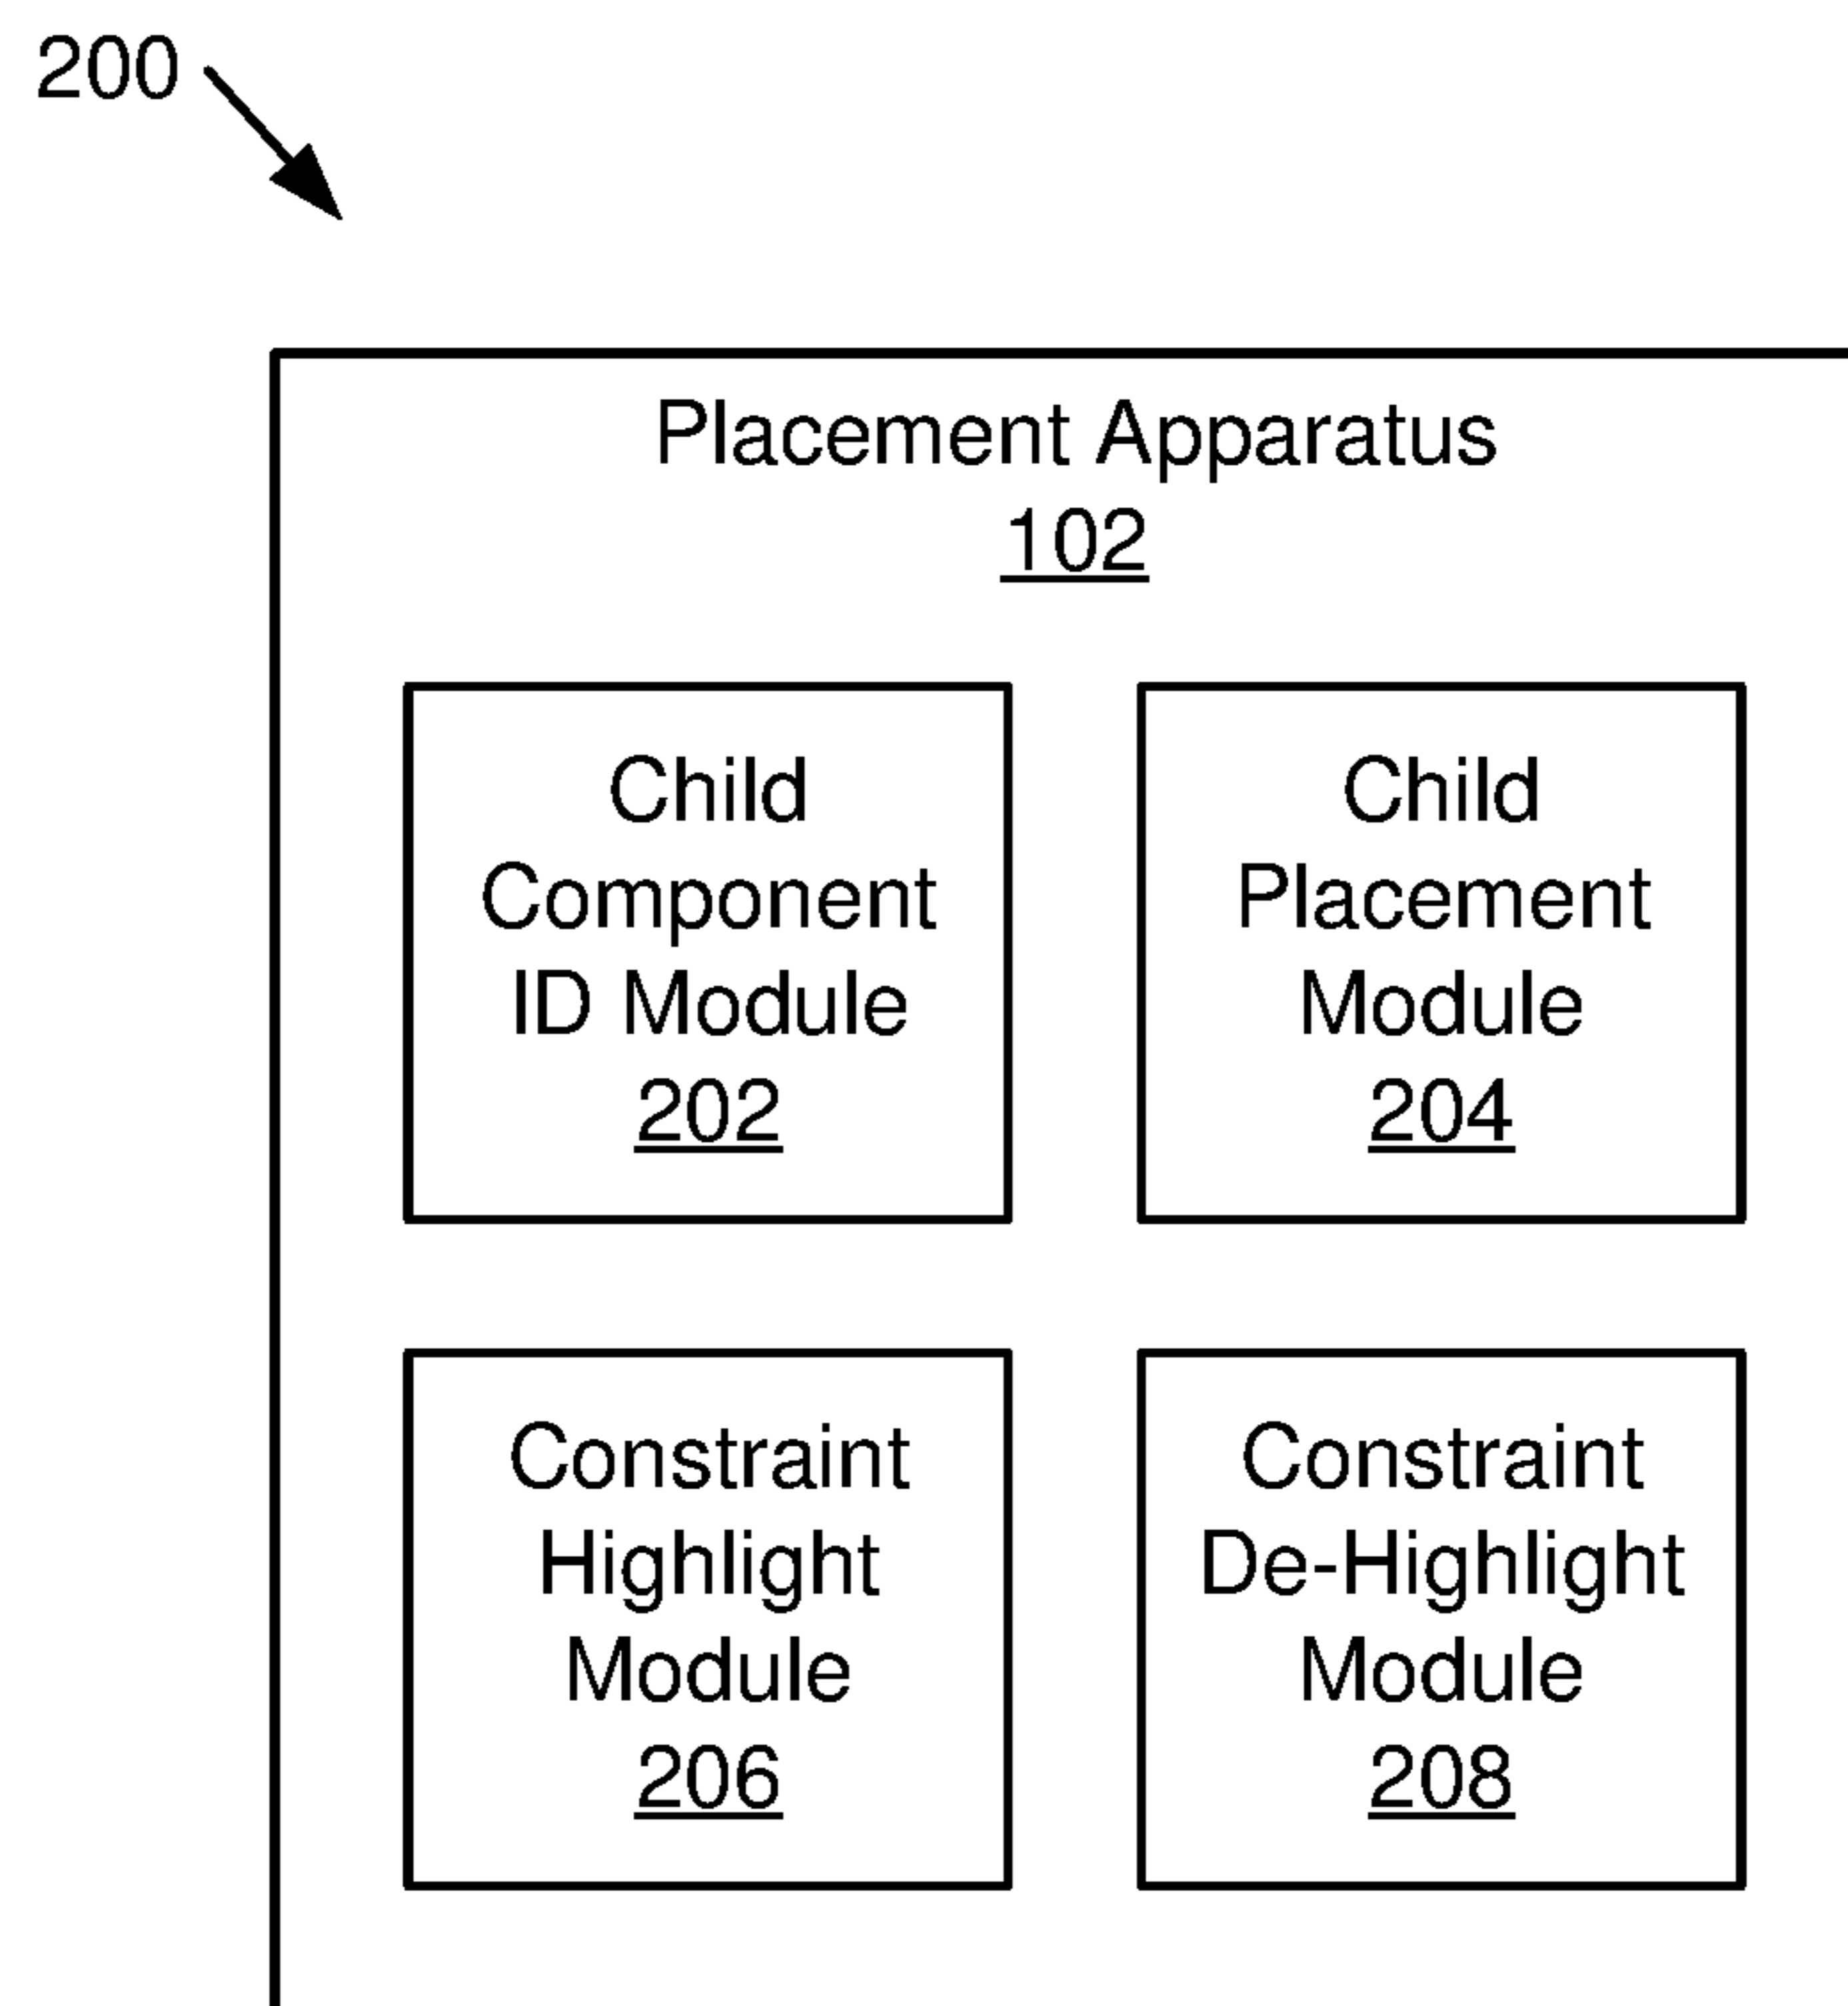 200
Placement Apparatus
102
Child
Component
ID Module
202
Child
Placement
Module
204
Constraint
Highlight
Module
206
Constraint
De-Highlight
Module
208